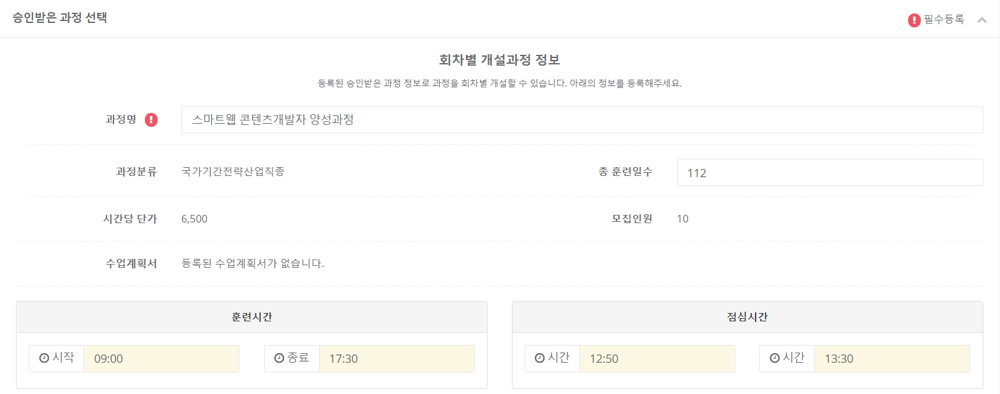 승인받은 과정 선택
필수등록
회차별 개설과정 정보
등록된 승인받은 과정 정보로 과정을 회차별 개설할 수 있습니다. 아래의 정보를 등록해주세요.
과정명 스마트웹 콘텐츠개발자 양성과정
과정분류 국가기간전략산업직종 총 훈련일수 112
시간당 단가 6,500 모집인원 10
수업계획서 등록된 수업계획서가 없습니다.
훈련시간 점심시간
시작 09:00 종료 17:30 시간 12:50 시간 13:30